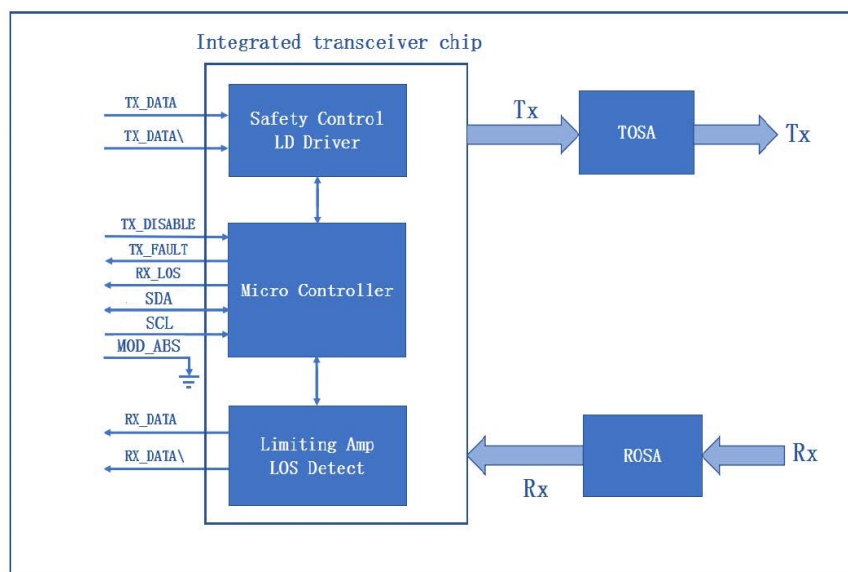 Integrated transceiver chip
TX_DATA
TX_DATA\
Safety Control
LD Driver
Tx
TOSA
Tx
TX_DISABLE
TX_FAULT
RX_LOS
SDA
SCL
MOD_ABS
Micro Controller
RX_DATA
RX_DATA\
Limiting Amp
LOS Detect
Rx
ROSA
Rx